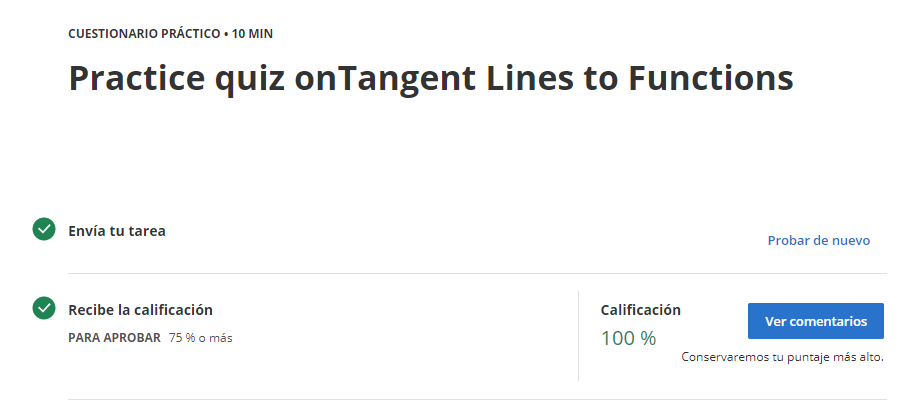 CUESTIONARIO PRÁCTICO • 10 MIN
Practice quiz onTangent Lines to Functions
Envía tu tarea
Probar de nuevo
Recibe la calificación
PARA APROBAR 75 % o más
Calificación
100 %
Ver comentarios
Conservaremos tu puntaje más alto.